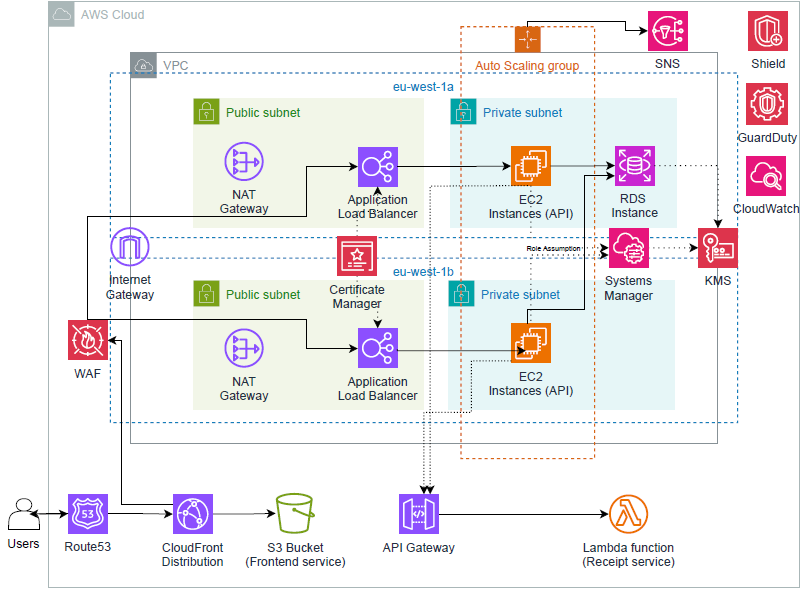 AWS Cloud
SNS
Shield
VPC
Auto Scaling group
eu-west-1a
Public subnet
Private subnet
GuardDuty
NAT
Gateway
Application
Load Balancer
EC2
Instances (API)
RDS
Instance
CloudWatch
Internet
Gateway
Certificate
Manager
eu-west-1b
Role Assumption
Systems
Manager
KMS
Public subnet
Private subnet
WAF
NAT
Gateway
Application
Load Balancer
EC2
Instances (API)
53
Users
Route53
CloudFront
Distribution
S3 Bucket
(Frontend service)
API Gateway
Lambda function
(Receipt service)